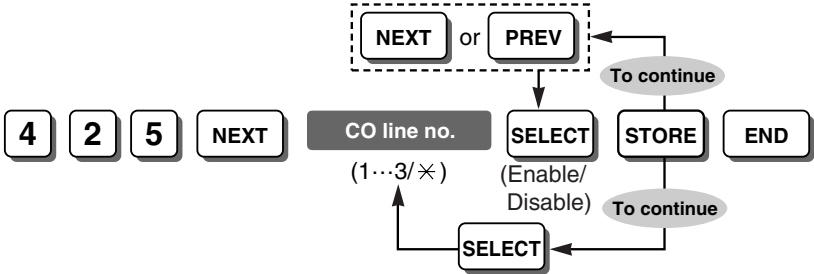 NEXT or PREV
To continue
4 2 5 NEXT CO line no. SELECT STORE END
(1···3/✳) (Enable/
Disable)
To continue
SELECT